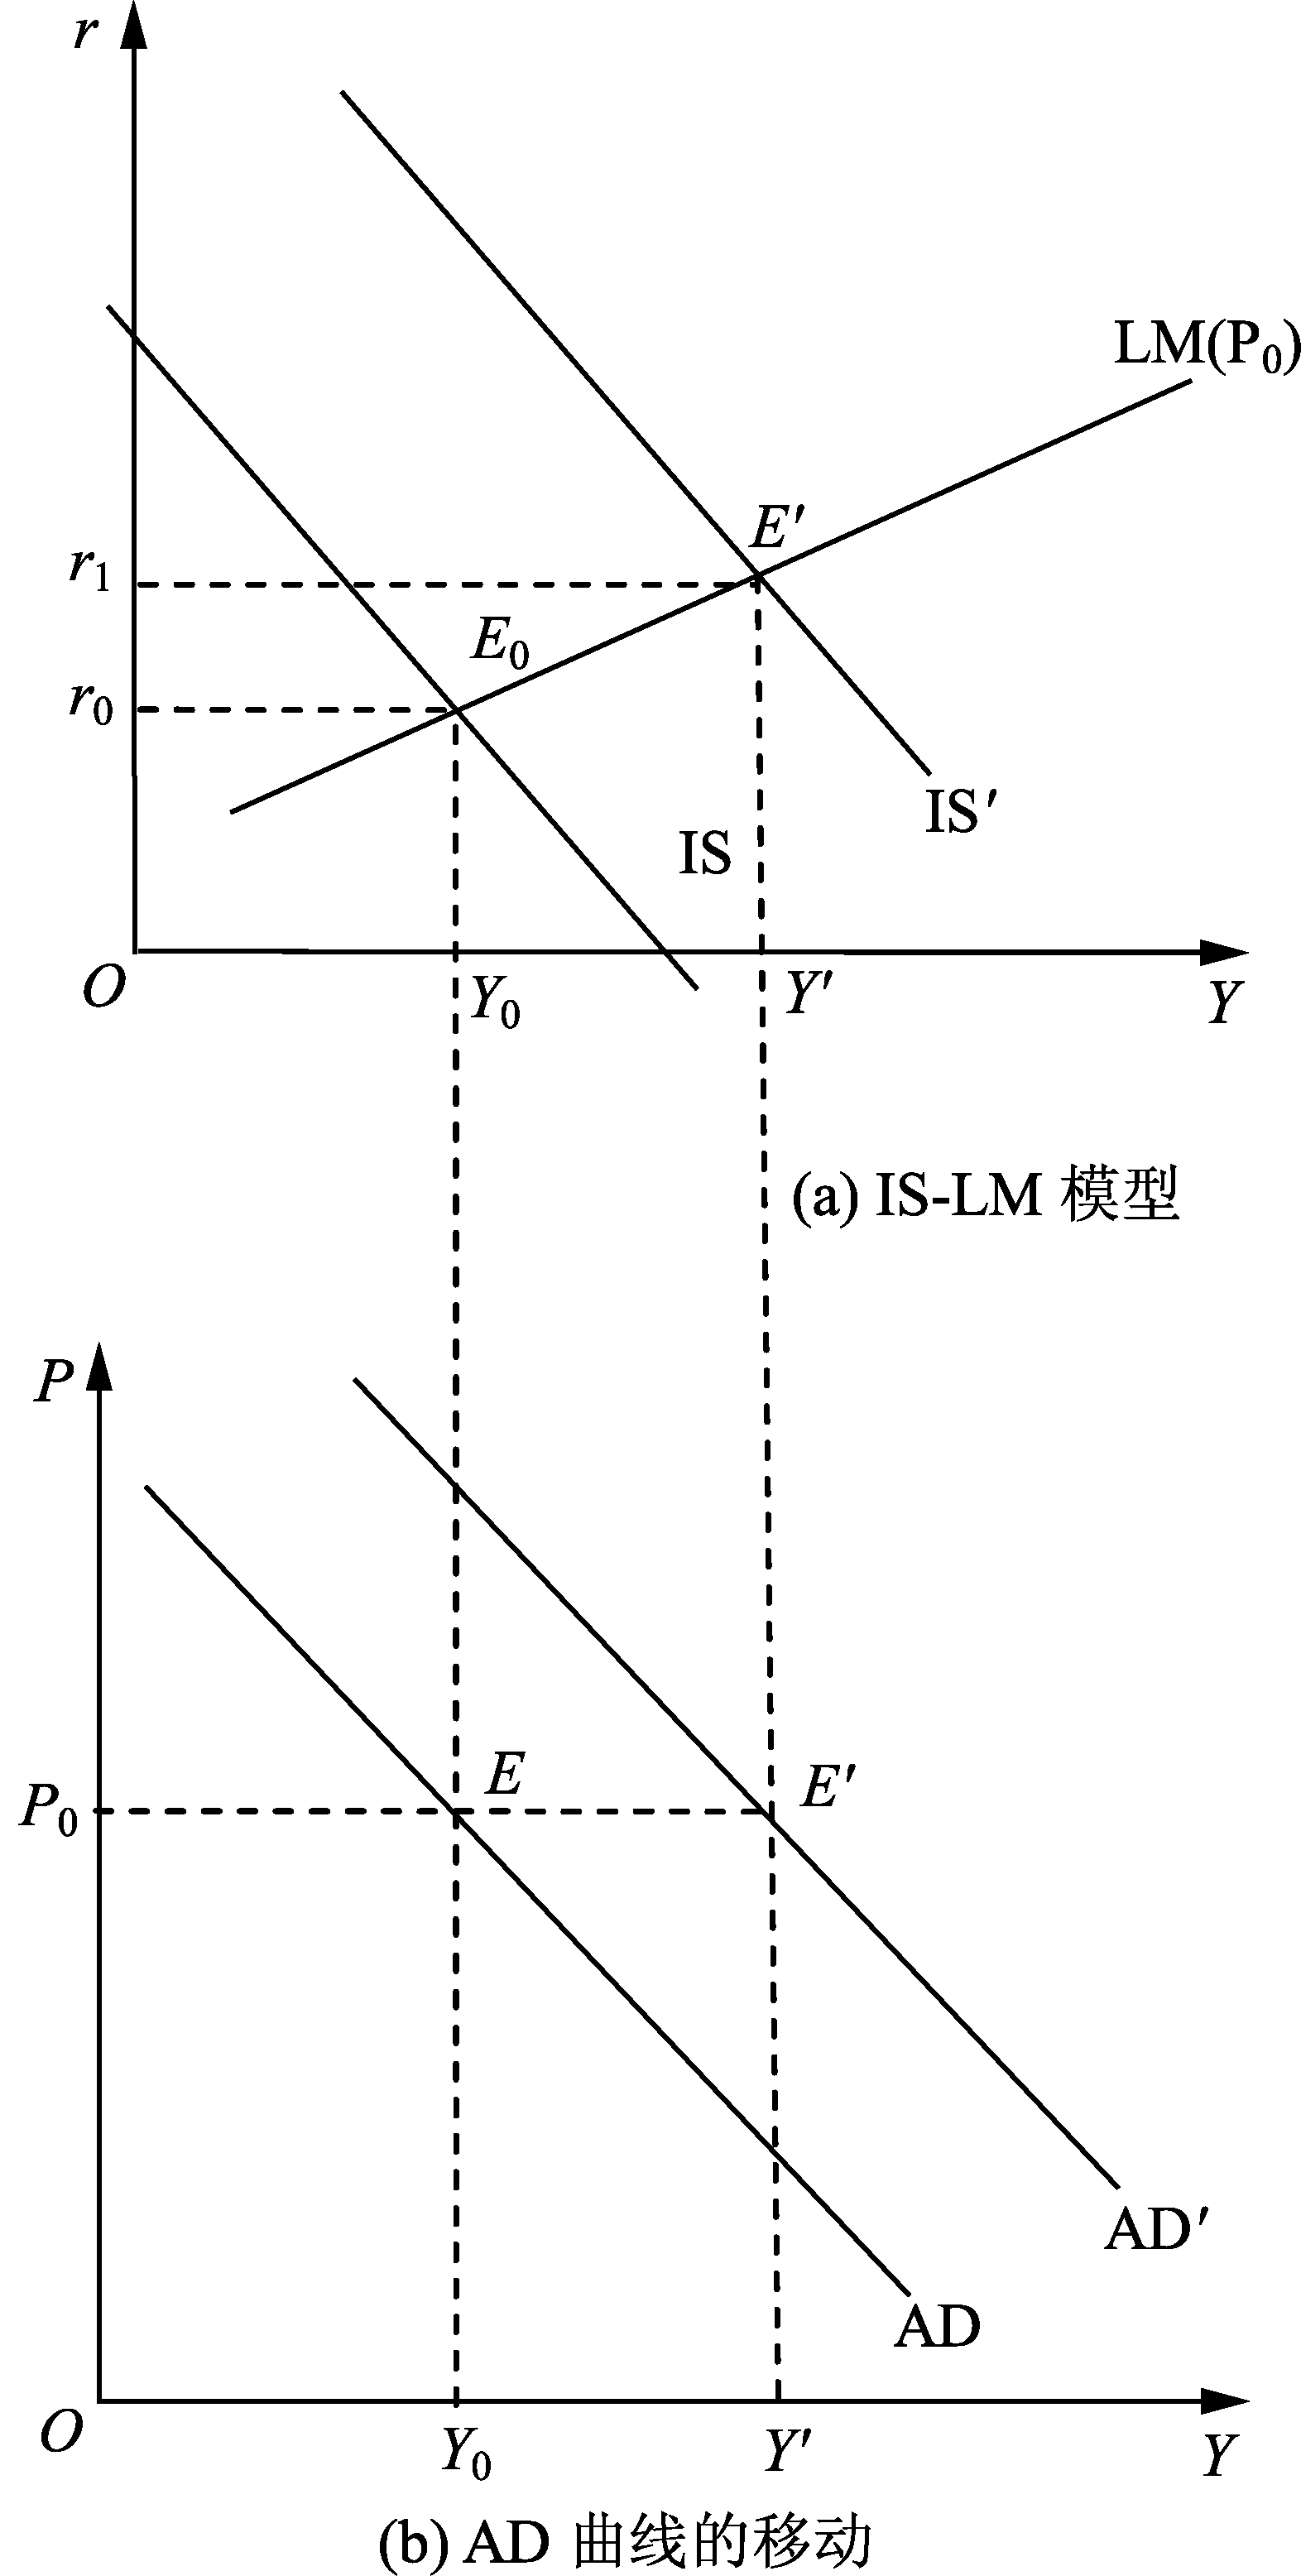 r
LM(P₀)
E′
r₁
E₀
r₀
IS′
IS
O
Y₀
Y′
Y
(a) IS-LM 模型
P
E
E′
P₀
AD′
AD
O
Y₀
Y′
Y
(b) AD 曲线的移动